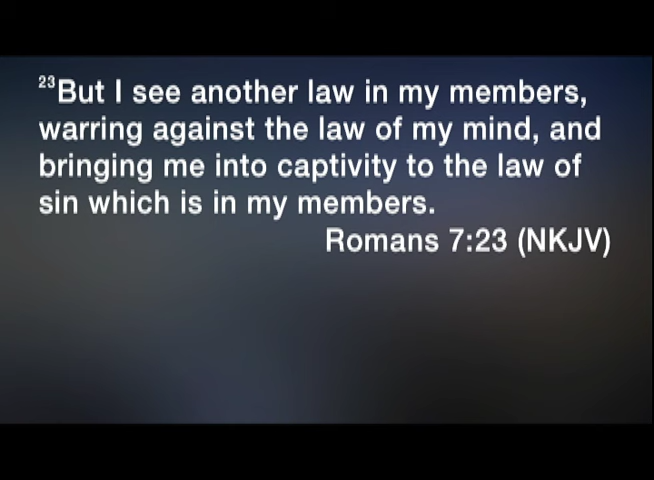 23But I see another law in my members,
warring against the law of my mind, and
bringing me into captivity to the law of
sin which is in my members.
Romans 7:23 (NKJV)